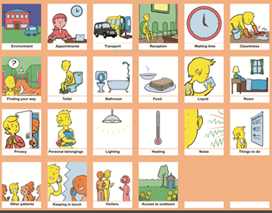 Environment
Appointments
Transport
Reception
Waiting time
Cleanliness
Finding your way
Toilet
Bathroom
Food
Liquid
Room
Privacy
Personal belongings
Lighting
Heating
Noise
Things to do
Other patients
Keeping in touch
Visitors
Access to outdoors